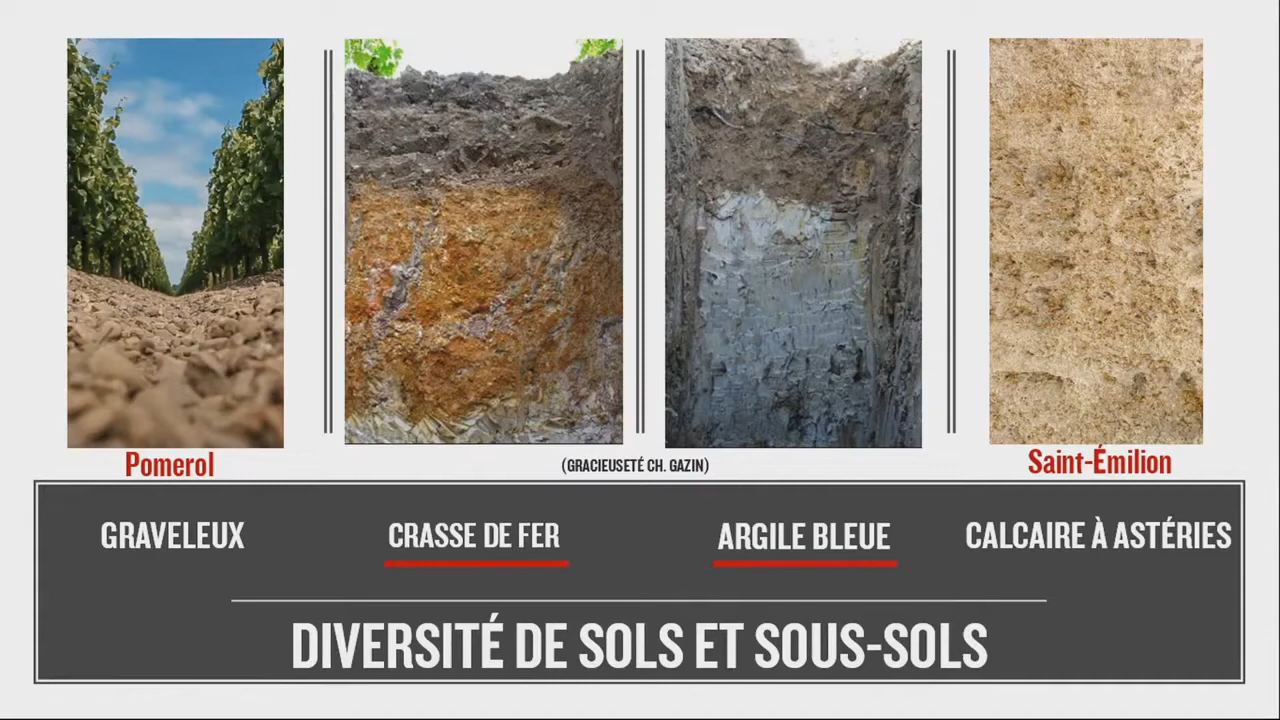 Pomerol
(GRACIEUSETÉ CH. GAZIN)
Saint-Émilion
GRAVELEUX
CRASSE DE FER
ARGILE BLEUE
CALCAIRE À ASTÉRIES
DIVERSITÉ DE SOLS ET SOUS-SOLS